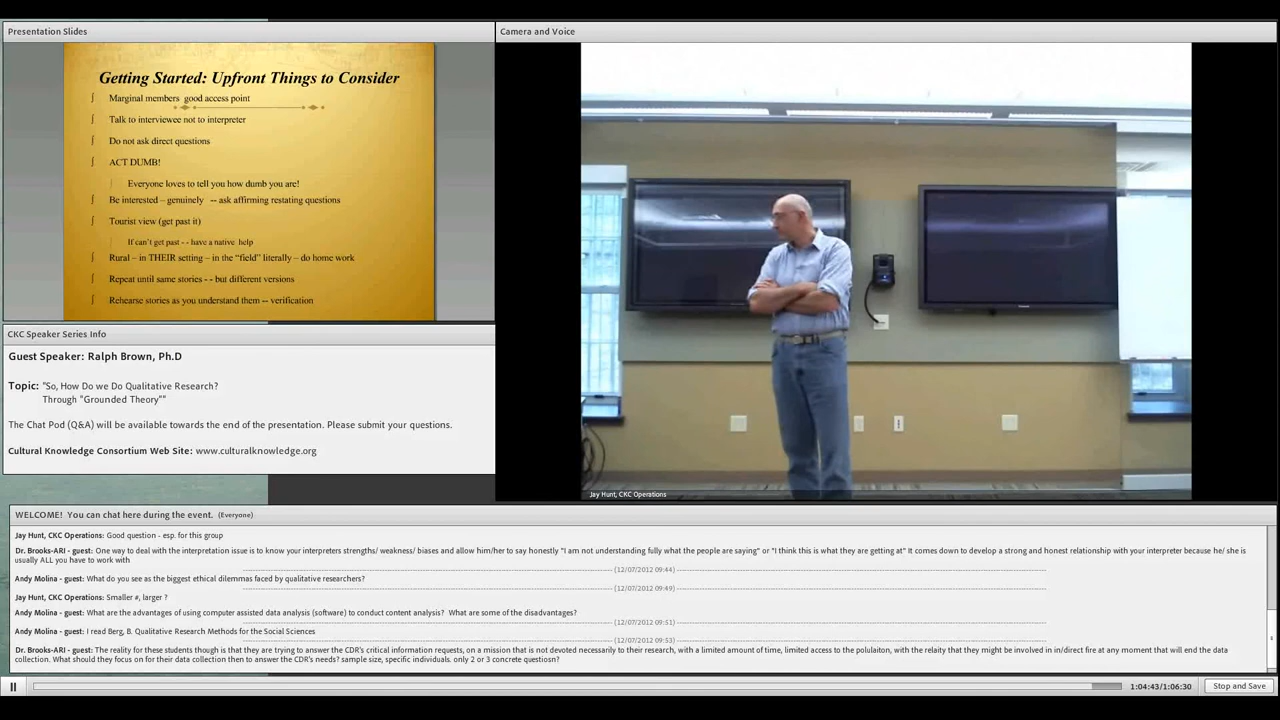 Presentation Slides
Getting Started: Upfront Things to Consider
Marginal members  good access point
Talk to interviewee not to interpreter
Do not ask direct questions
ACT DUMB!
Everyone loves to tell you how dumb you are!
Be interested – genuinely  -- ask affirming restating questions
Tourist view (get past it)
If can't get past - - have a native  help
Rural – in THEIR setting – in the “field” literally – do home work
Repeat until same stories - - but different versions
Rehearse stories as you understand them -- verification
Camera and Voice
Jay Hunt, CKC Operations
CKC Speaker Series Info
Guest Speaker: Ralph Brown, Ph.D
Topic: "So, How Do we Do Qualitative Research?
Through "Grounded Theory""
The Chat Pod (Q&A) will be available towards the end of the presentation. Please submit your questions.
Cultural Knowledge Consortium Web Site: www.culturalknowledge.org
WELCOME!  You can chat here during the event. (Everyone)
Jay Hunt, CKC Operations: Good question - esp. for this group
Dr. Brooks-ARI - guest: One way to deal with the interpretation issue is to know your interpreters strengths/ weakness/ biases and allow him/her to say honestly "I am not understanding fully what the people are saying" or "I think this is what they are getting at" It comes down to develop a strong and honest relationship with your interpreter because he/ she is
usually ALL you have to work with
(12/07/2012 09:44)
Andy Molina - guest: What do you see as the biggest ethical dilemmas faced by qualitative researchers?
(12/07/2012 09:49)
Jay Hunt, CKC Operations: Smaller #, larger ?
Andy Molina - guest: What are the advantages of using computer assisted data analysis (software) to conduct content analysis?  What are some of the disadvantages?
(12/07/2012 09:51)
Andy Molina - guest: I read Berg, B. Qualitative Research Methods for the Social Sciences
(12/07/2012 09:53)
Dr. Brooks-ARI - guest: The reality for these students though is that they are trying to answer the CDR's critical information requests, on a mission that is not devoted necessarily to their research, with a limited amount of time, limited access to the polulaiton, with the relaity that they might be involved in in/direct fire at any moment that will end the data
collection. What should they focus on for their data collection then to answer the CDR's needs? sample size, specific individuals. only 2 or 3 concrete questiosn?
1:04:43/1:06:30
Stop and Save